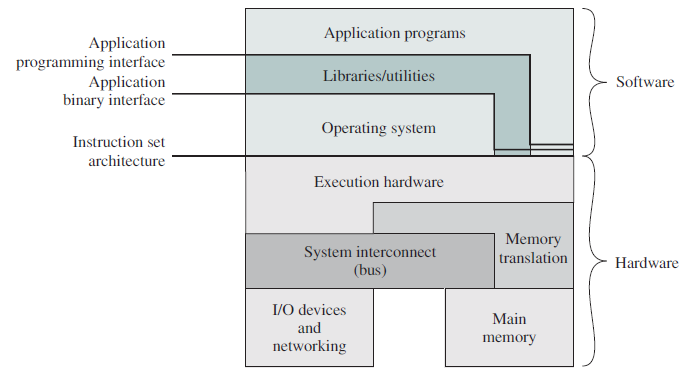 Application programs
Application
programming interface
Libraries/utilities
Software
Application
binary interface
Operating system
Instruction set
architecture
Execution hardware
Memory
translation
System interconnect
(bus)
Hardware
I/O devices
and
networking
Main
memory